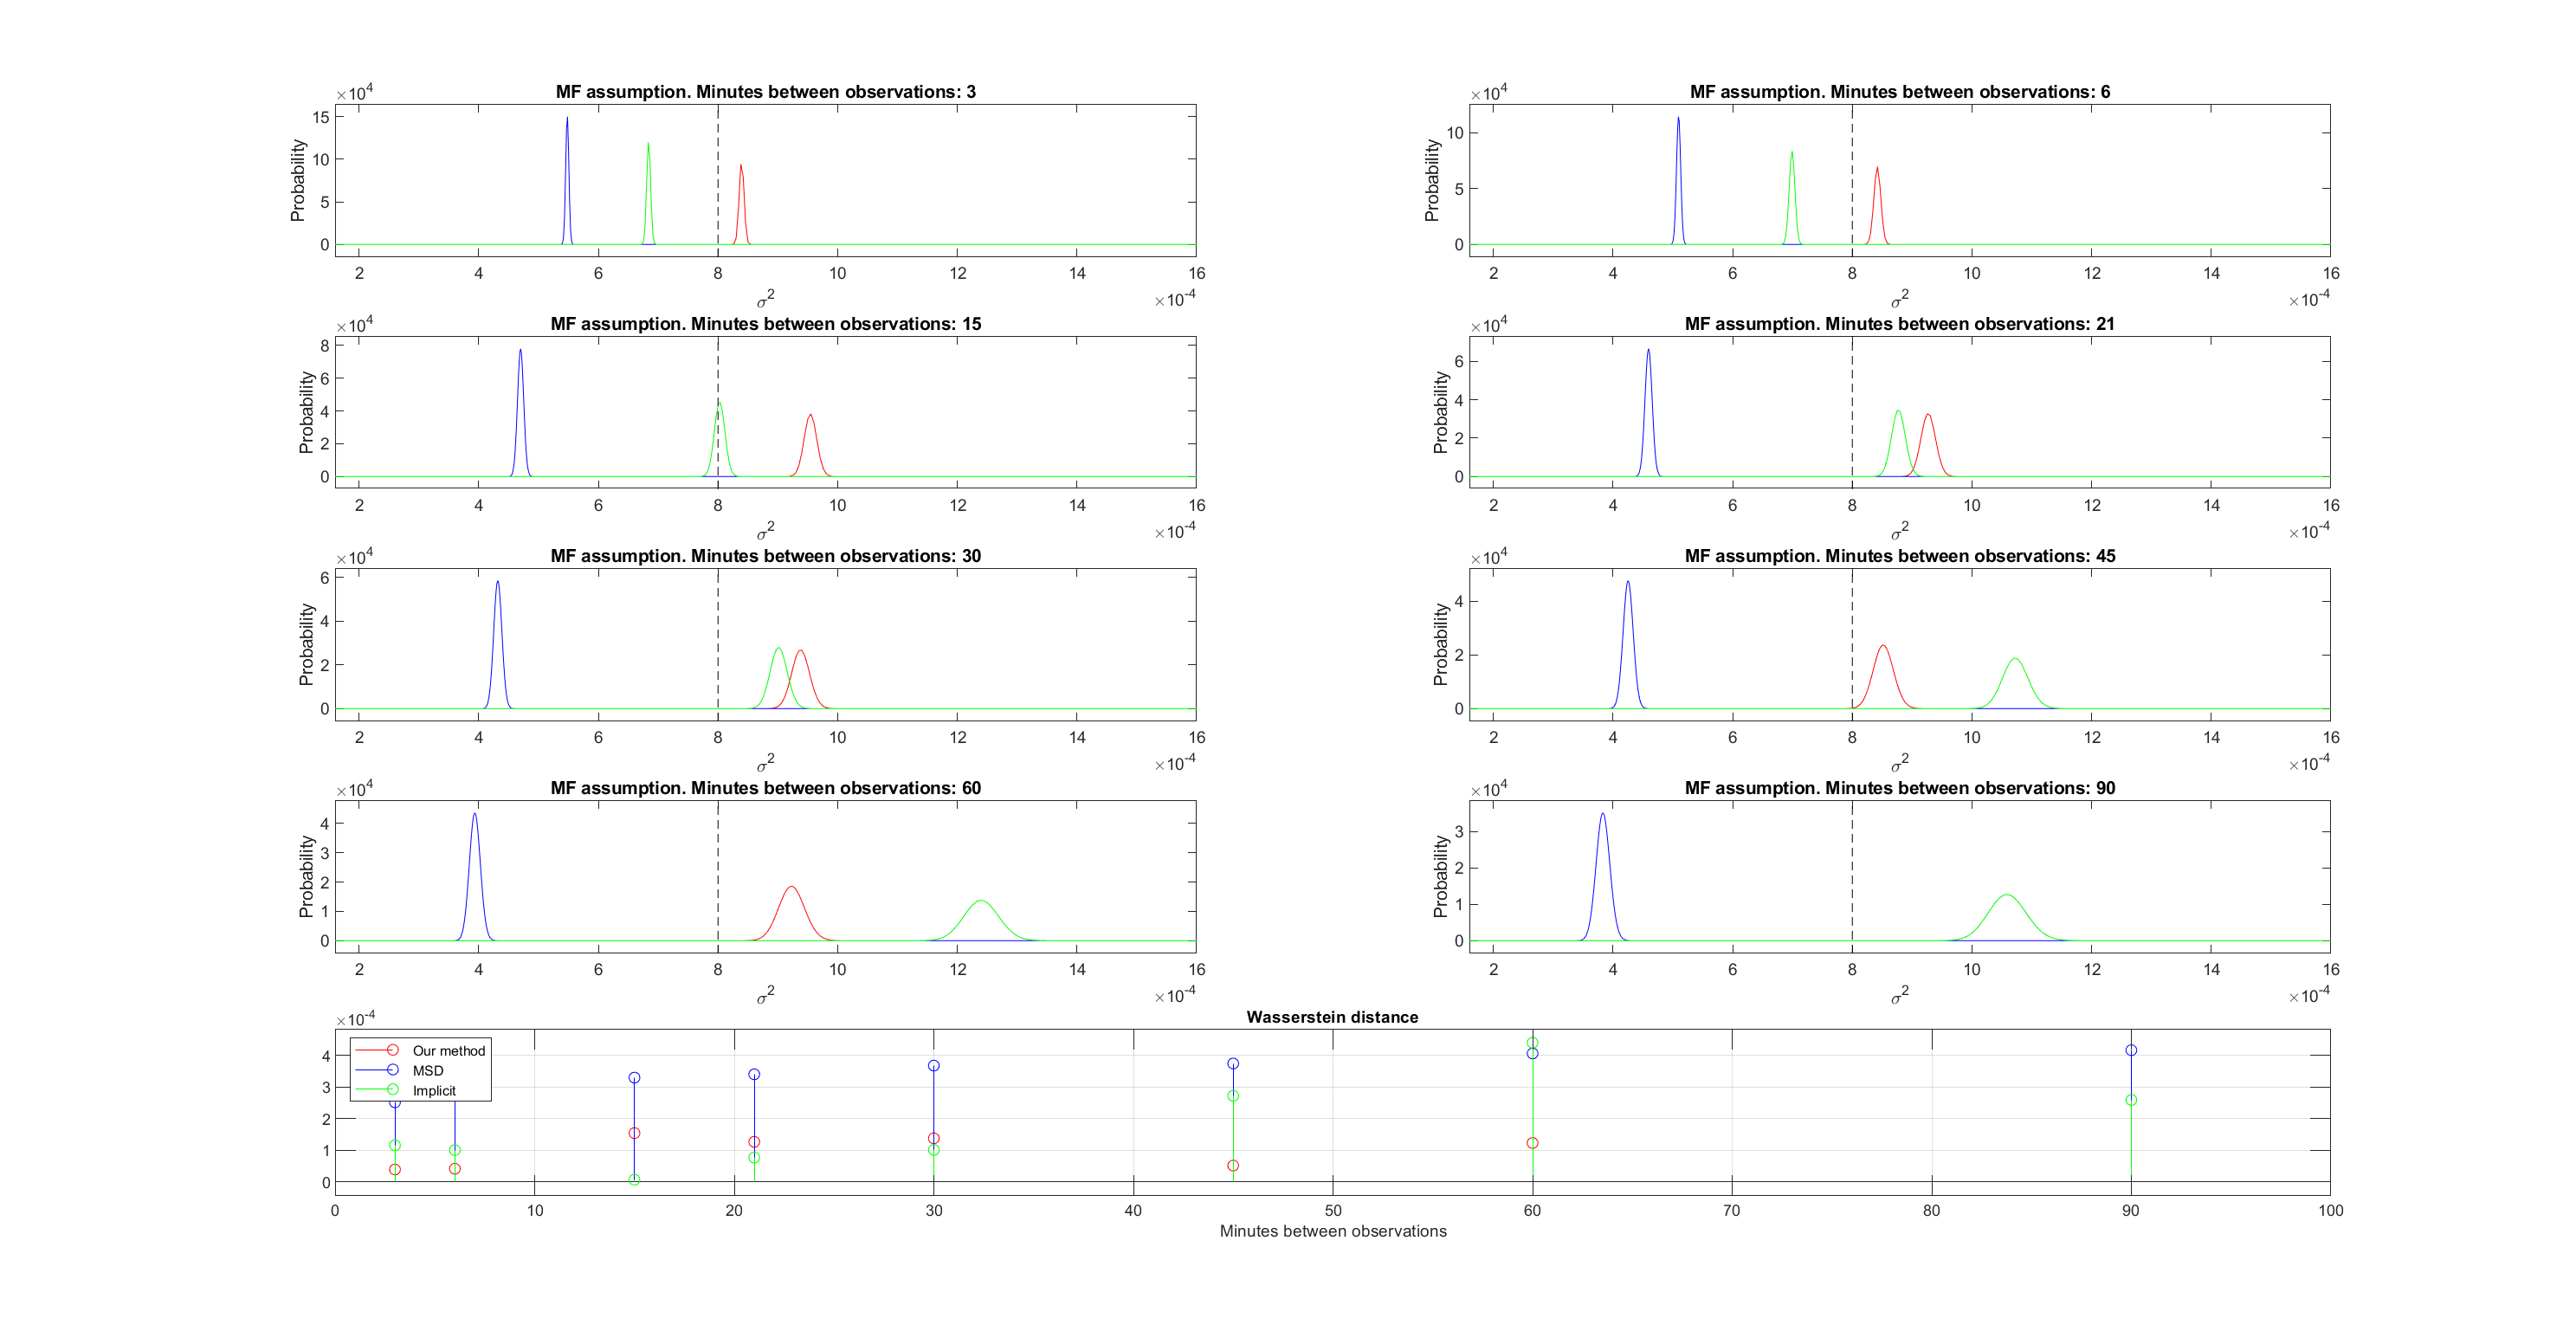 MF assumption. Minutes between observations: 3
×10^4
Probability
15
10
5
0
2 4 6 8 10 12 14 16
σ^2
×10^-4
MF assumption. Minutes between observations: 6
×10^4
Probability
10
5
0
2 4 6 8 10 12 14 16
σ^2
×10^-4
MF assumption. Minutes between observations: 15
×10^4
Probability
8
6
4
2
0
2 4 6 8 10 12 14 16
σ^2
×10^-4
MF assumption. Minutes between observations: 21
×10^4
Probability
6
4
2
0
2 4 6 8 10 12 14 16
σ^2
×10^-4
MF assumption. Minutes between observations: 30
×10^4
Probability
6
4
2
0
2 4 6 8 10 12 14 16
σ^2
×10^-4
MF assumption. Minutes between observations: 45
×10^4
Probability
4
2
0
2 4 6 8 10 12 14 16
σ^2
×10^-4
MF assumption. Minutes between observations: 60
×10^4
Probability
4
3
2
1
0
2 4 6 8 10 12 14 16
σ^2
×10^-4
MF assumption. Minutes between observations: 90
×10^4
Probability
3
2
1
0
2 4 6 8 10 12 14 16
σ^2
×10^-4
Wasserstein distance
×10^-4
Our method
MSD
Implicit
4
3
2
1
0
0 10 20 30 40 50 60 70 80 90 100
Minutes between observations